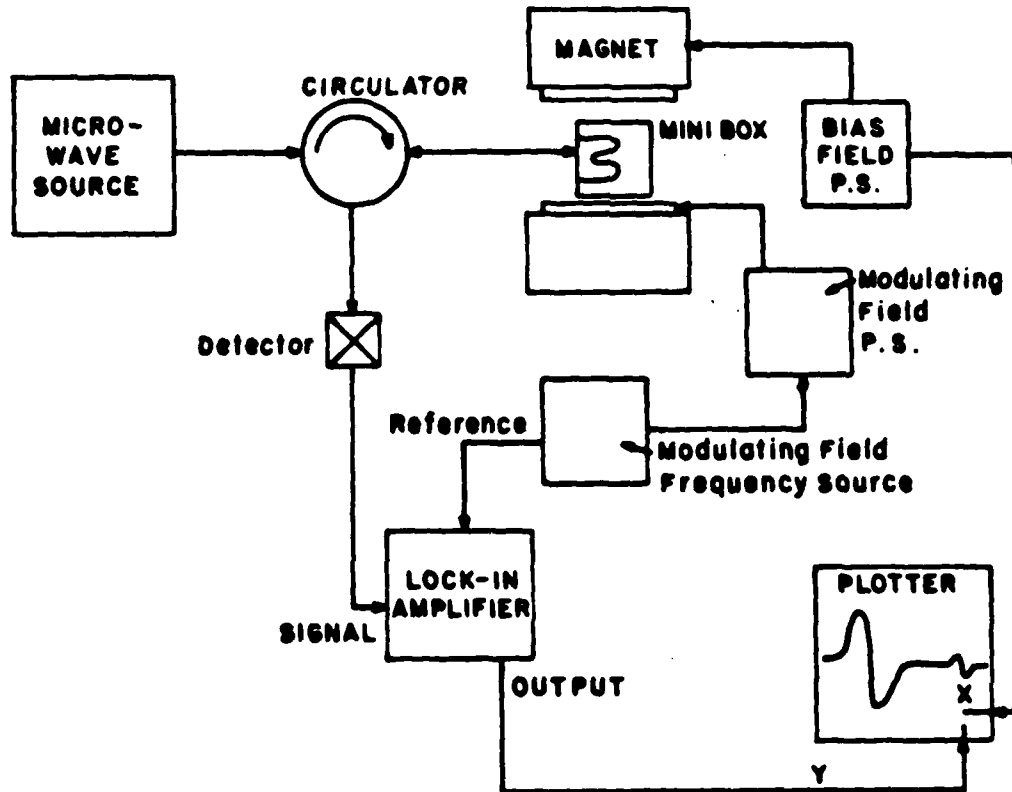 MAGNET
CIRCULATOR
MICRO-
WAVE
SOURCE
MINI BOX
BIAS
FIELD
P.S.
Modulating
Field
P.S.
Detector
Reference
Modulating Field
Frequency Source
LOCK-IN
AMPLIFIER
SIGNAL
OUTPUT
PLOTTER
X
Y